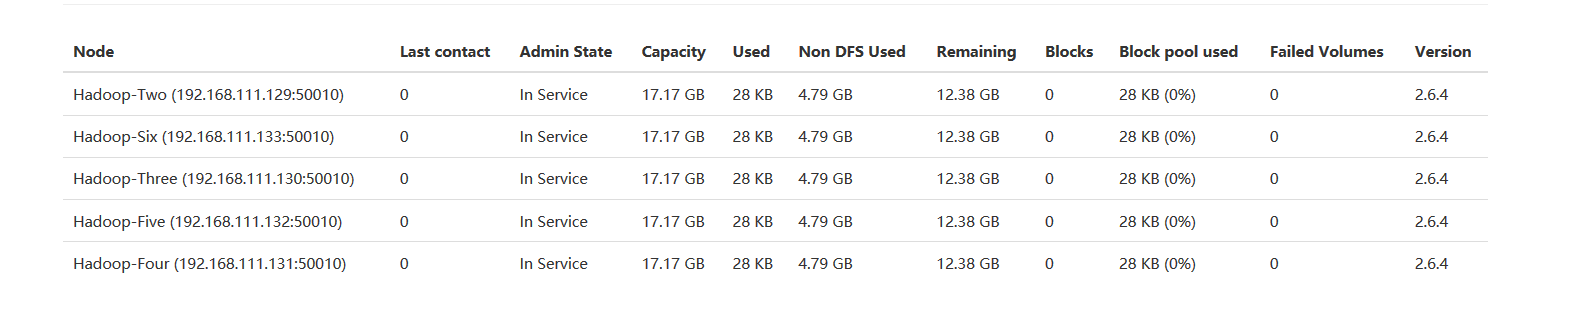 Node Last contact Admin State Capacity Used Non DFS Used Remaining Blocks Block pool used Failed Volumes Version
Hadoop-Two (192.168.111.129:50010) 0 In Service 17.17 GB 28 KB 4.79 GB 12.38 GB 0 28 KB (0%) 0 2.6.4
Hadoop-Six (192.168.111.133:50010) 0 In Service 17.17 GB 28 KB 4.79 GB 12.38 GB 0 28 KB (0%) 0 2.6.4
Hadoop-Three (192.168.111.130:50010) 0 In Service 17.17 GB 28 KB 4.79 GB 12.38 GB 0 28 KB (0%) 0 2.6.4
Hadoop-Five (192.168.111.132:50010) 0 In Service 17.17 GB 28 KB 4.79 GB 12.38 GB 0 28 KB (0%) 0 2.6.4
Hadoop-Four (192.168.111.131:50010) 0 In Service 17.17 GB 28 KB 4.79 GB 12.38 GB 0 28 KB (0%) 0 2.6.4